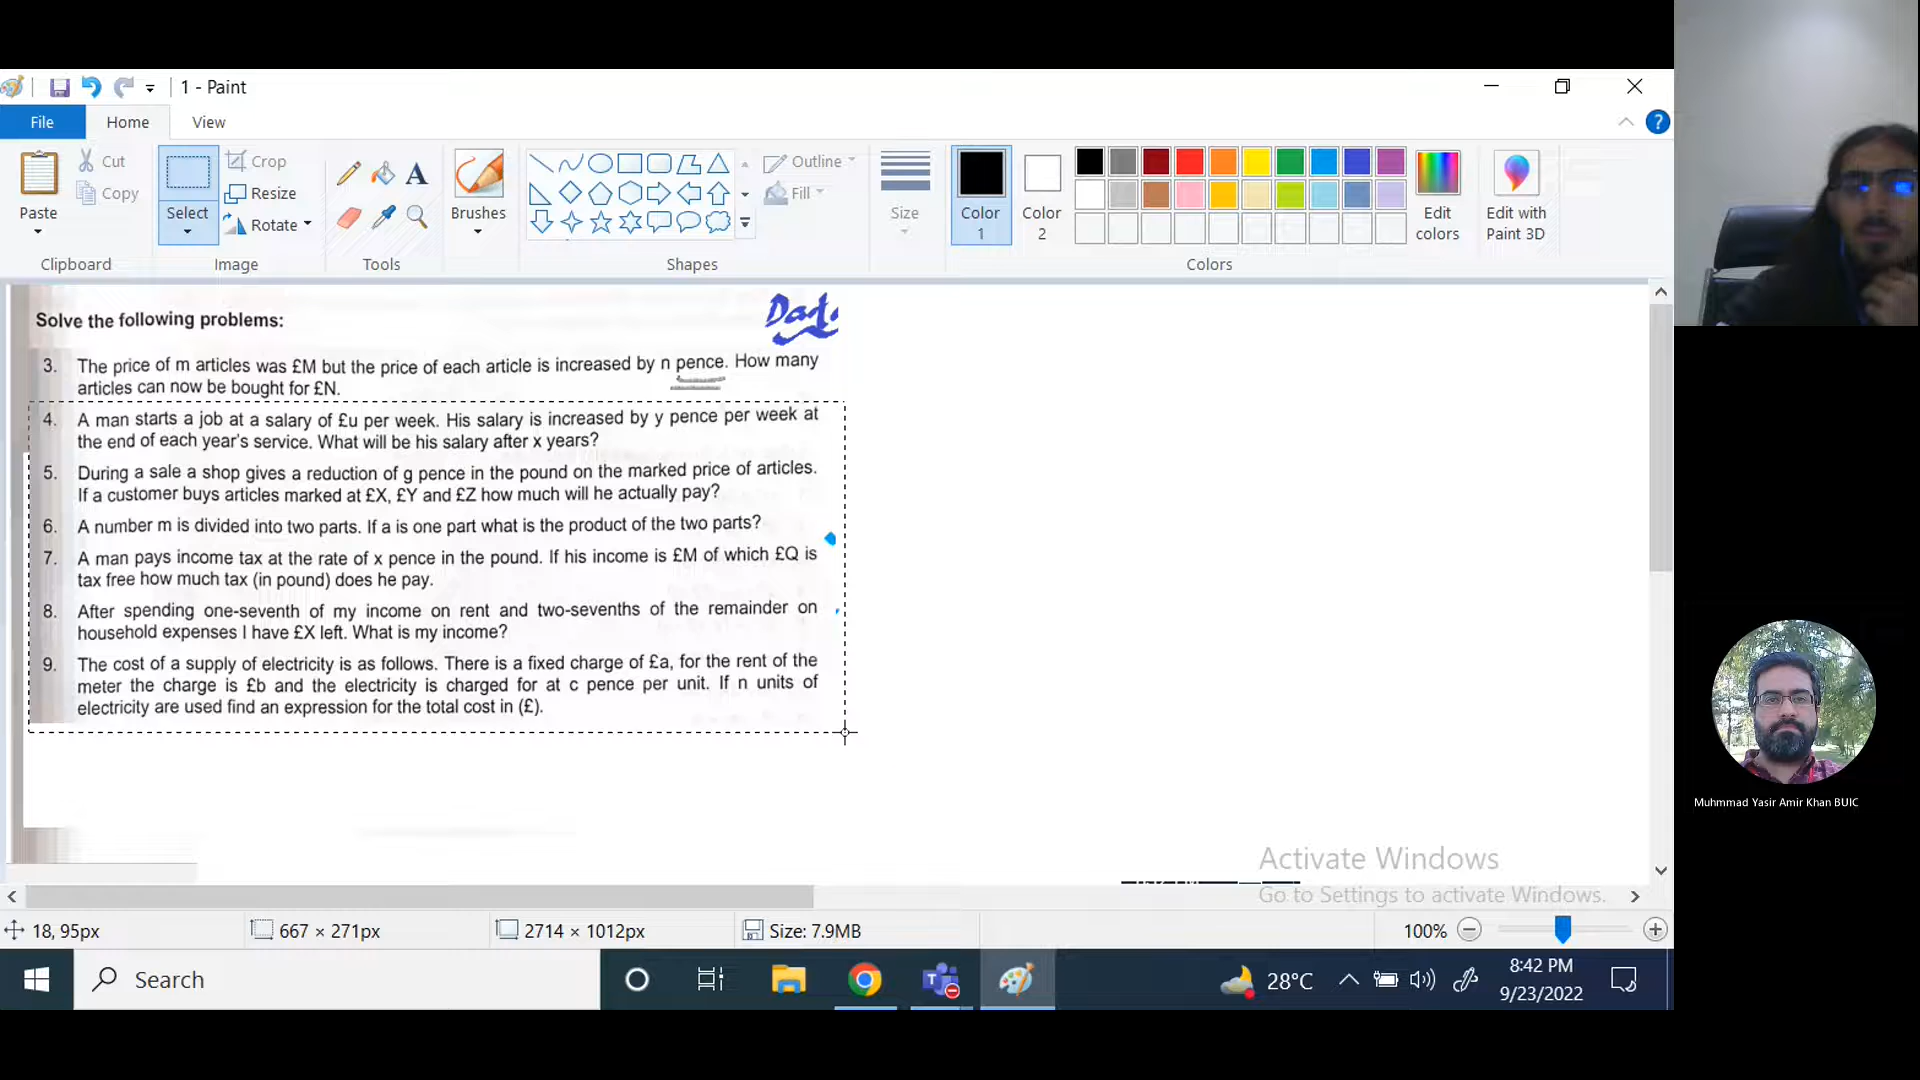 1 - Paint
File
Home
View
Paste
Cut
Copy
Clipboard
Select
Crop
Resize
Rotate
Image
A
Tools
Brushes
Shapes
Outline
Fill
Size
Color 1
Color 2
Edit colors
Edit with Paint 3D
Colors
Solve the following problems:
3. The price of m articles was £M but the price of each article is increased by n pence. How many
articles can now be bought for £N.
4. A man starts a job at a salary of £u per week. His salary is increased by y pence per week at
the end of each year's service. What will be his salary after x years?
5. During a sale a shop gives a reduction of g pence in the pound on the marked price of articles.
If a customer buys articles marked at £X, £Y and £Z how much will he actually pay?
6. A number m is divided into two parts. If a is one part what is the product of the two parts?
7. A man pays income tax at the rate of x pence in the pound. If his income is £M of which £Q is
tax free how much tax (in pound) does he pay.
8. After spending one-seventh of my income on rent and two-sevenths of the remainder on
household expenses I have £X left. What is my income?
9. The cost of a supply of electricity is as follows. There is a fixed charge of £a, for the rent of the
meter the charge is £b and the electricity is charged for at c pence per unit. If n units of
electricity are used find an expression for the total cost in (£).
Muhmmad Yasir Amir Khan BUIC
Activate Windows
Go to Settings to activate Windows.
18, 95px
667 × 271px
2714 × 1012px
Size: 7.9MB
100%
Search
28°C
8:42 PM
9/23/2022